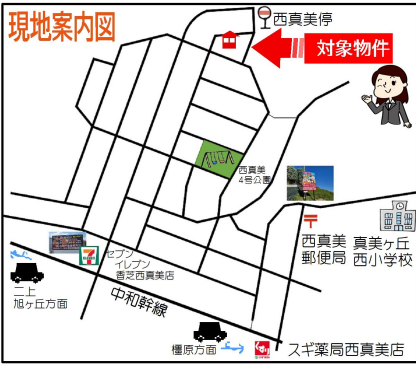 現地案内図
西真美停
対象物件
西真美
4号公園
西真美
郵便局
真美ヶ丘
西小学校
セブン
イレブン
香芝西真美店
二上
旭ヶ丘方面
中和幹線
橿原方面
スギ薬局西真美店